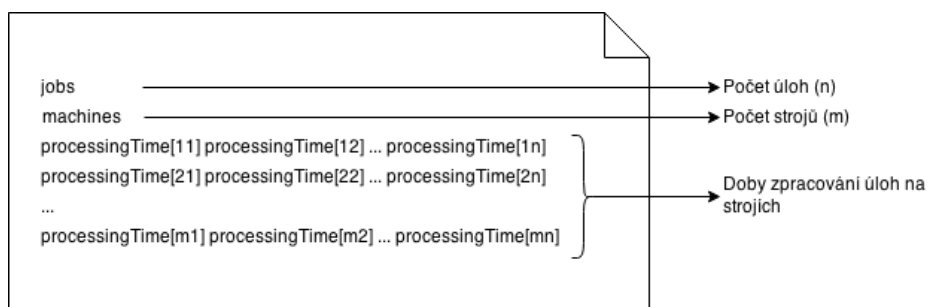 jobs
Počet úloh (n)
machines
Počet strojů (m)
processingTime[11] processingTime[12] ... processingTime[1n]
processingTime[21] processingTime[22] ... processingTime[2n]
...
processingTime[m1] processingTime[m2] ... processingTime[mn]
Doby zpracování úloh na
strojích